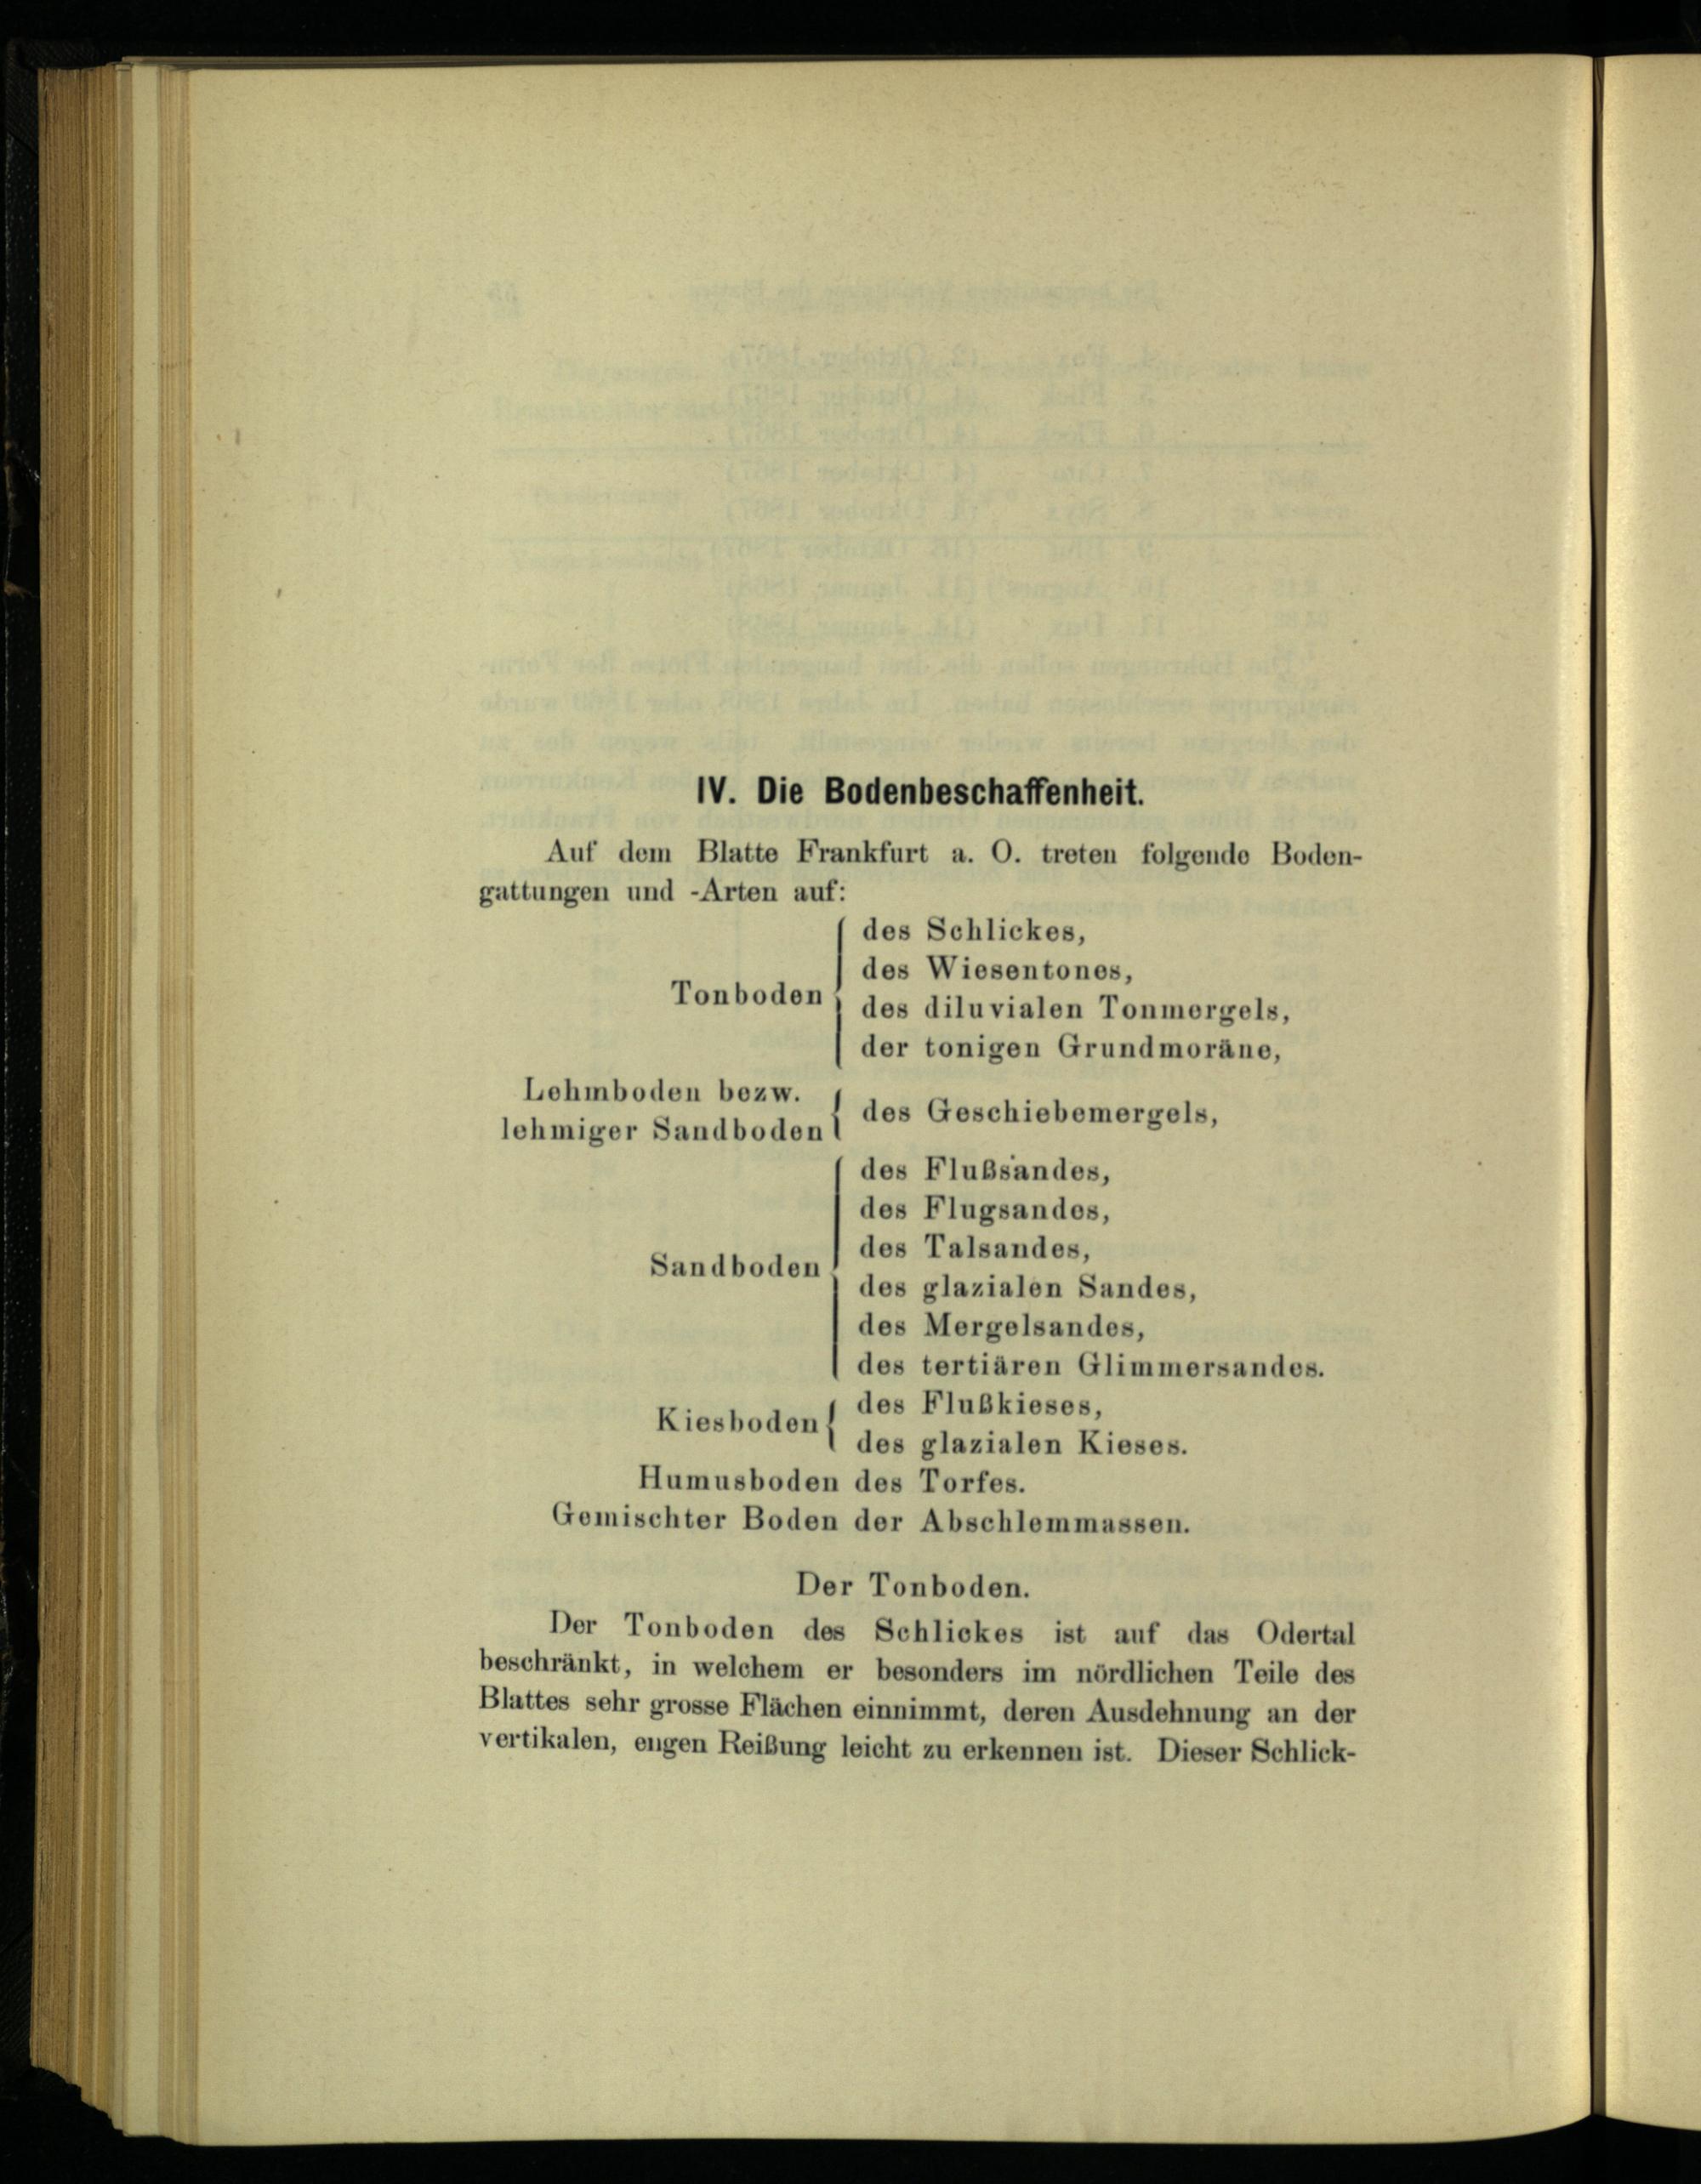 IV. Die Bodenbeschaffenheit.
Auf dem Blatte Frankfurt a. O. treten folgende Boden-
gattungen und -Arten auf:
Tonboden
des Schlickes,
des Wiesentones,
des diluvialen Tonmergels,
der tonigen Grundmoräne,
Lehmboden bezw.
lehmiger Sandboden
des Geschiebemergels,
Sandboden
des Flußsandes,
des Flugsandes,
des Talsandes,
des glazialen Sandes,
des Mergelsandes,
des tertiären Glimmersandes.
Kiesboden
des Flußkieses,
des glazialen Kieses.
Humusboden des Torfes.
Gemischter Boden der Abschlemmassen.
Der Tonboden.
Der Tonboden des Schlickes ist auf das Odertal
beschränkt, in welchem er besonders im nördlichen Teile des
Blattes sehr grosse Flächen einnimmt, deren Ausdehnung an der
vertikalen, engen Reißung leicht zu erkennen ist. Dieser Schlick-